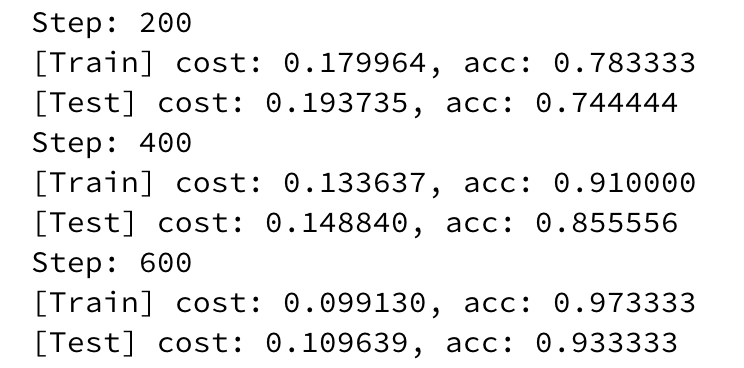 Step: 200
[Train] cost: 0.179964, acc: 0.783333
[Test] cost: 0.193735, acc: 0.744444
Step: 400
[Train] cost: 0.133637, acc: 0.910000
[Test] cost: 0.148840, acc: 0.855556
Step: 600
[Train] cost: 0.099130, acc: 0.973333
[Test] cost: 0.109639, acc: 0.933333